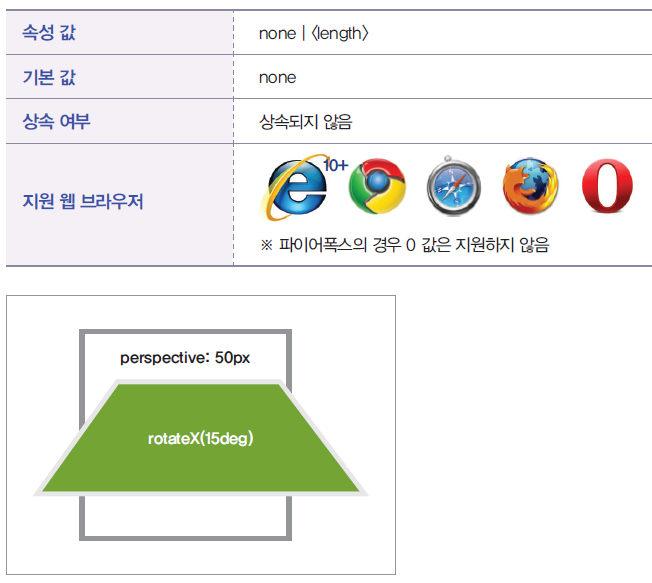 속성 값 none | 〈length〉
기본 값 none
상속 여부 상속되지 않음
지원 웹 브라우저 10+
※ 파이어폭스의 경우 0 값은 지원하지 않음
perspective: 50px
rotateX(15deg)